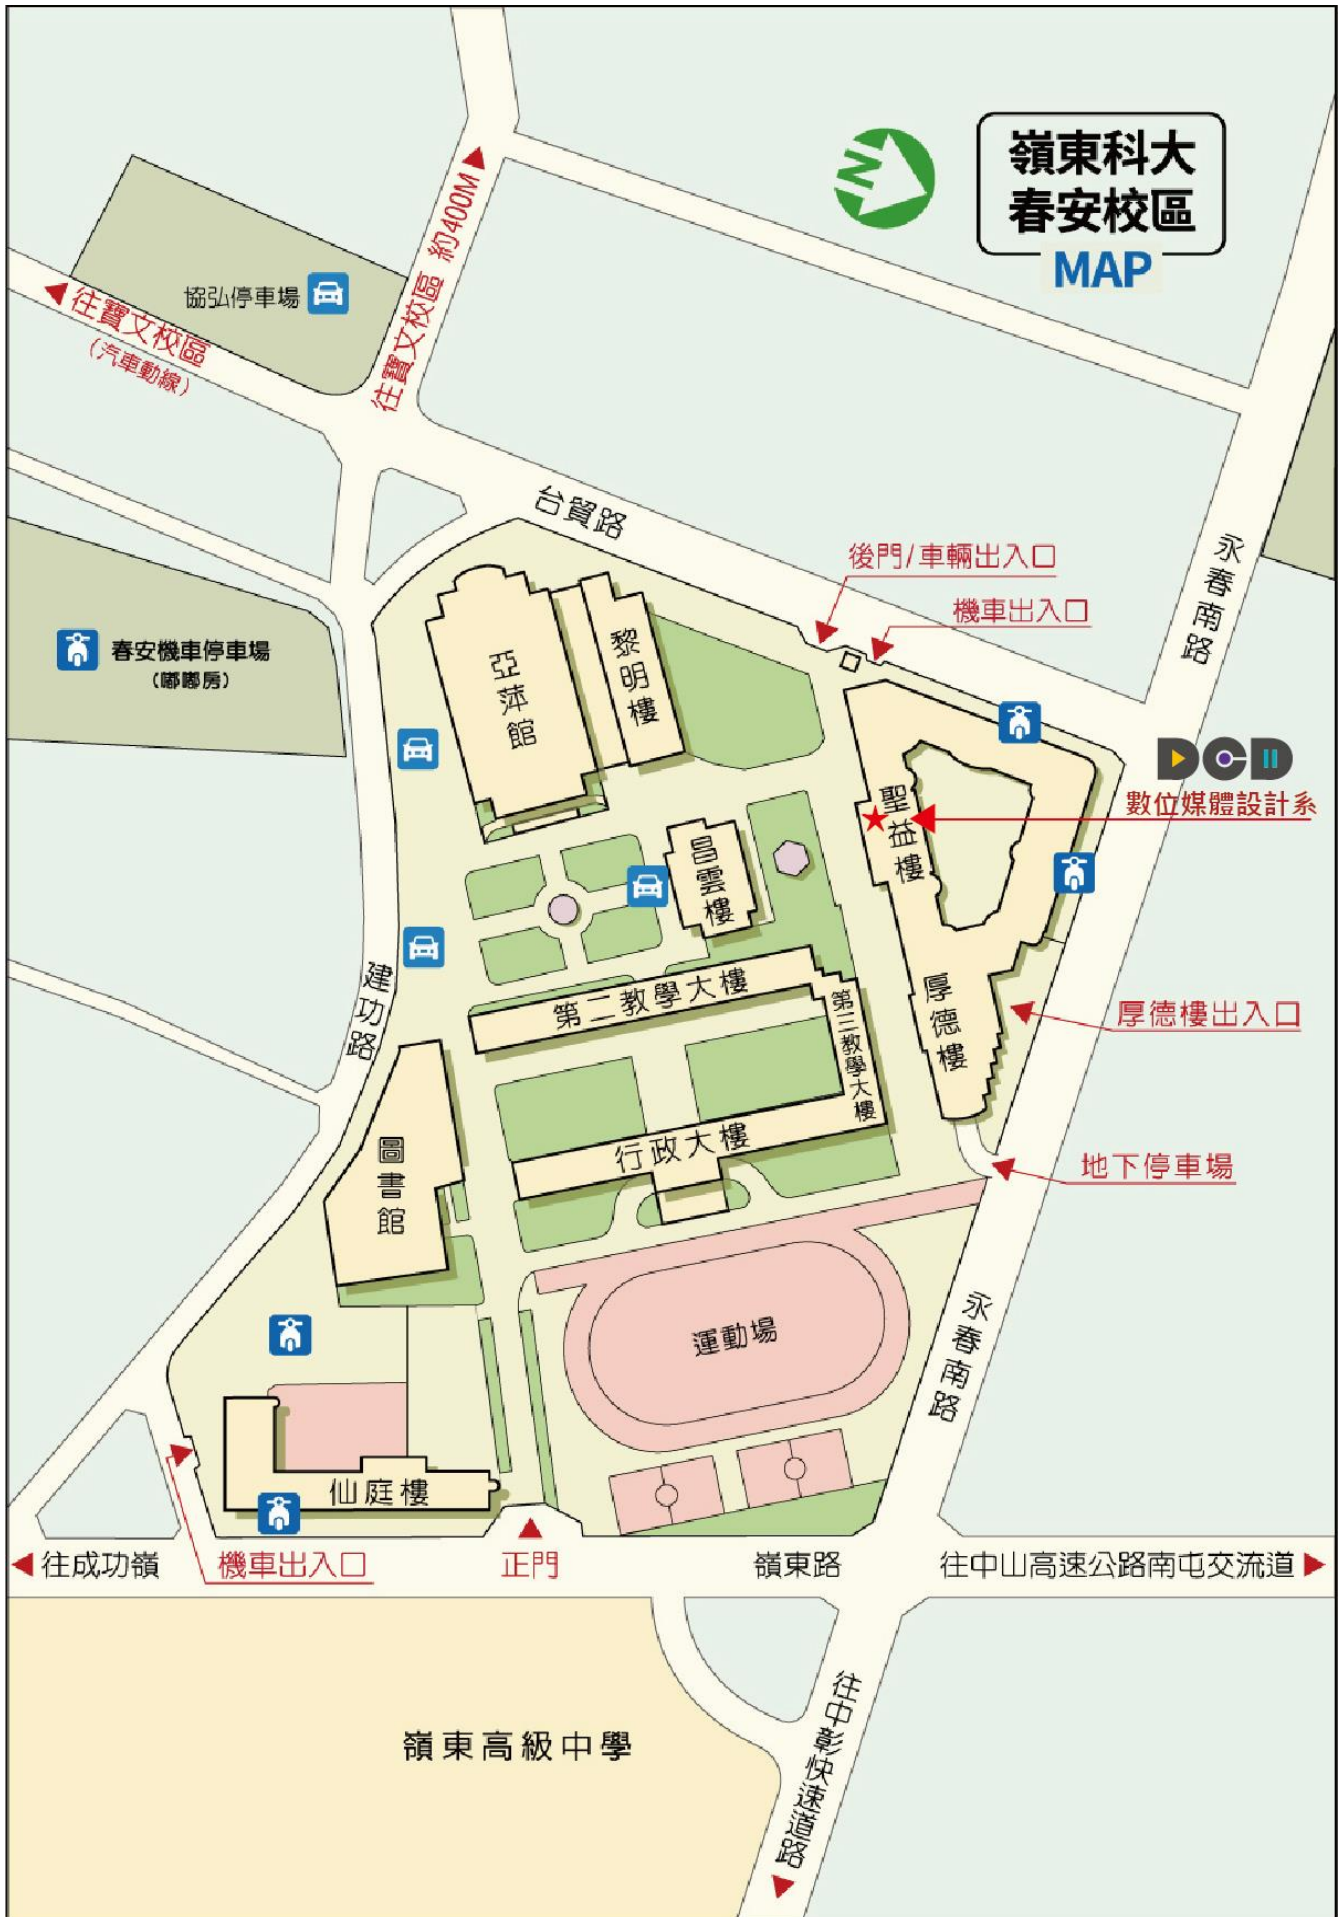 嶺東科大
春安校區
MAP
N
往寶文校區 約400M
協弘停車場
往寶文校區
(汽車動線)
台貿路
永春南路
後門/車輛出入口
機車出入口
春安機車停車場
(嘟嘟房)
亞萍館
黎明樓
DCD
數位媒體設計系
聖益樓
昌雲樓
建功路
第二教學大樓
第三教學大樓
厚德樓
厚德樓出入口
行政大樓
圖書館
地下停車場
運動場
永春南路
仙庭樓
往成功嶺
機車出入口
正門
嶺東路
往中山高速公路南屯交流道
往中彰快速道路
嶺東高級中學